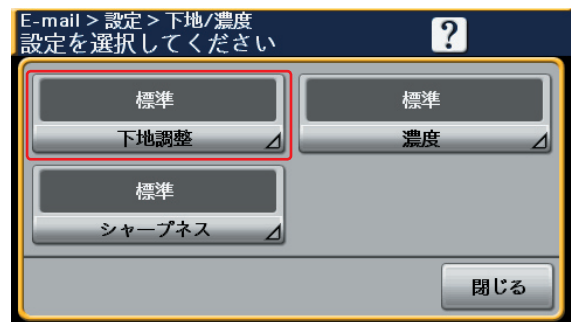 E-mail > 設定 > 下地/濃度
設定を選択してください
?
標準
標準
下地調整
濃度
標準
シャープネス
閉じる